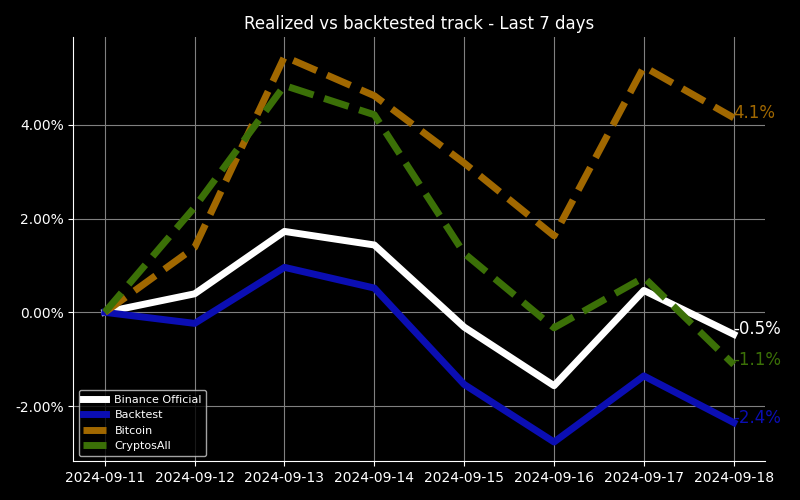 Realized vs backtested track - Last 7 days
4.00%
2.00%
0.00%
-2.00%
4.1%
-0.5%
-1.1%
-2.4%
Binance Official
Backtest
Bitcoin
CryptosAll
2024-09-11 2024-09-12 2024-09-13 2024-09-14 2024-09-15 2024-09-16 2024-09-17 2024-09-18